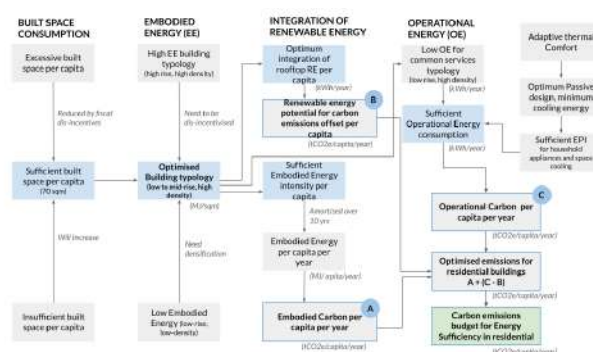 BUILT SPACE
CONSUMPTION
Excessive built
space per capita
Reduced by fiscal
dis-incentives
Sufficient built
space per capita
(70 sqm)
Will increase
Insufficient built
space per capita
EMBODIED
ENERGY (EE)
High EE building
typology
(high rise, high density)
Need to be
dis-incentivised
Optimised
Building typology
(low to mid-rise, high
density)
(MJ/sqm)
Need
densification
Low Embodied
Energy (low-rise,
low-density)
INTEGRATION OF
RENEWABLE ENERGY
Optimum
integration of
rooftop RE per
capita
(kWh/year)
B
Renewable energy
potential for carbon
emissions offset per
capita
(tCO2e/capita/year)
Sufficient
Embodied Energy
intensity per
capita
Amortised over
50 yrs
Embodied Energy
per capita per
year
(MJ/capita/year)
A
Embodied Carbon per
capita per year
(tCO2e/capita/year)
OPERATIONAL
ENERGY (OE)
Low OE for
common services
typology
(low rise, high density)
(kWh/year)
Sufficient
Operational Energy
consumption
(kWh/year)
C
Operational Carbon per
capita per year
(tCO2e/capita/year)
Optimised emissions for
residential buildings
A + (C - B)
(tCO2e/capita/year)
Carbon emissions
budget for Energy
Sufficiency in residential
(tCO2e/capita/year)
Adaptive thermal
Comfort
Optimum Passive
design, minimum
cooling energy
Sufficient EPI
for household
appliances and space
cooling